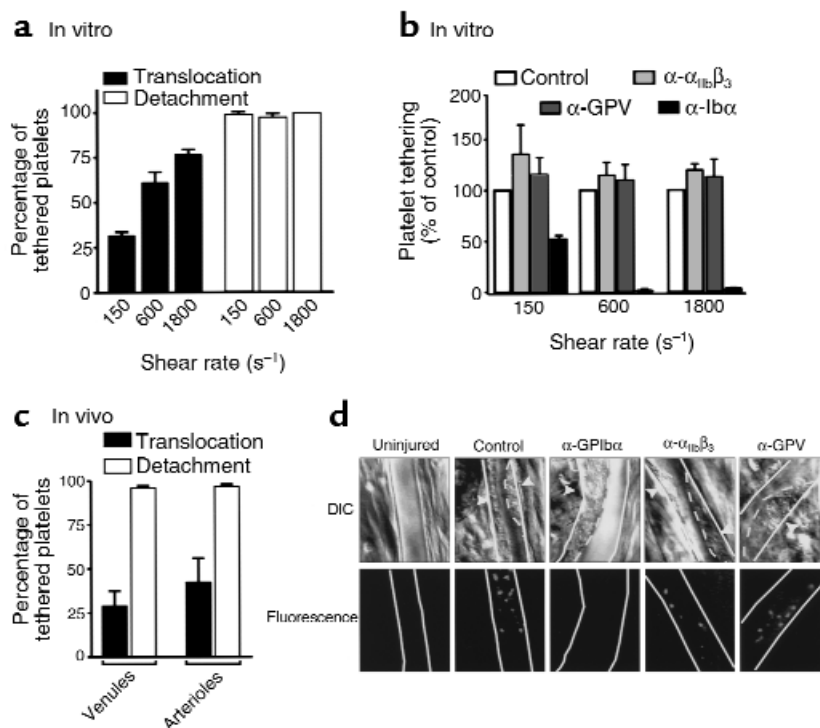 a In vitro
Translocation
Detachment
100
75
50
25
0
Percentage of
tethered platelets
150 600 1800 150 600 1800
Shear rate (s⁻¹)
b In vitro
Control α-α_IIbβ₃
α-GPV α-Ibα
200
150
100
50
0
Platelet tethering
(% of control)
150 600 1800
Shear rate (s⁻¹)
c In vivo
Translocation
Detachment
100
75
50
25
0
Percentage of
tethered platelets
Venules Arterioles
d
Uninjured Control α-GPIbα α-α_IIbβ₃ α-GPV
DIC
Fluorescence